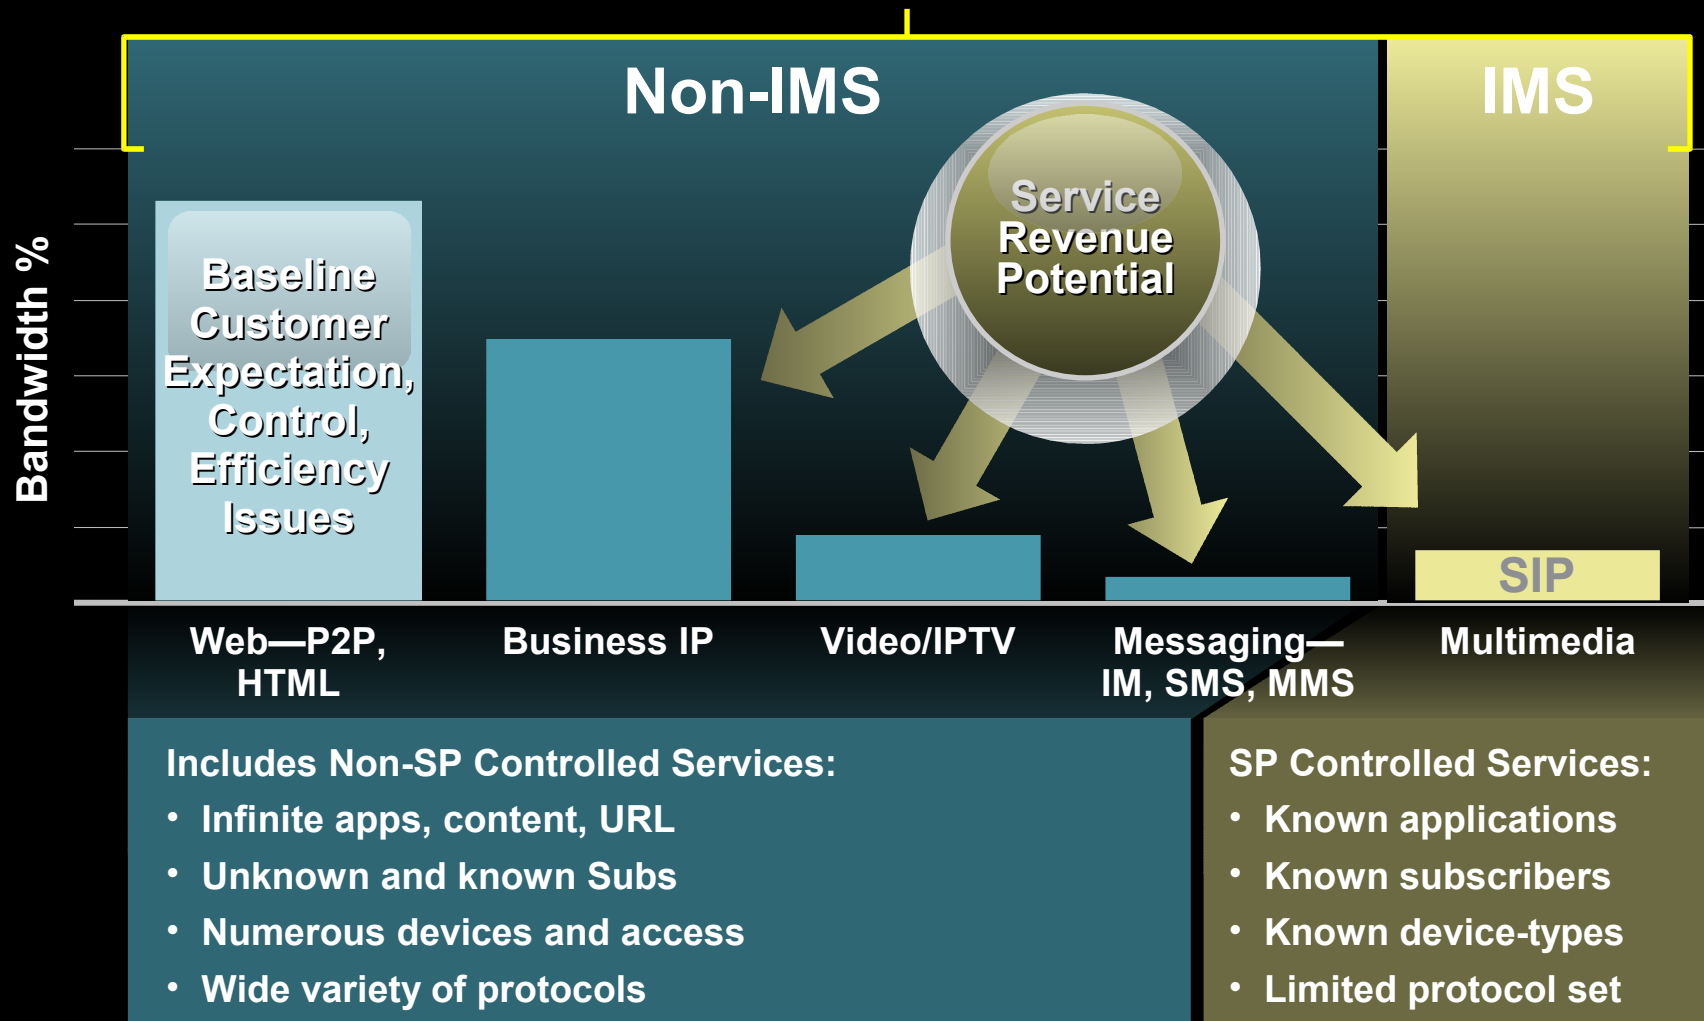 Non-IMS
IMS
Service
Revenue
Potential
Bandwidth %
Baseline
Customer
Expectation,
Control,
Efficiency
Issues
SIP
Web—P2P,
HTML
Business IP
Video/IPTV
Messaging—
IM, SMS, MMS
Multimedia
Includes Non-SP Controlled Services:
• Infinite apps, content, URL
• Unknown and known Subs
• Numerous devices and access
• Wide variety of protocols
SP Controlled Services:
• Known applications
• Known subscribers
• Known device-types
• Limited protocol set